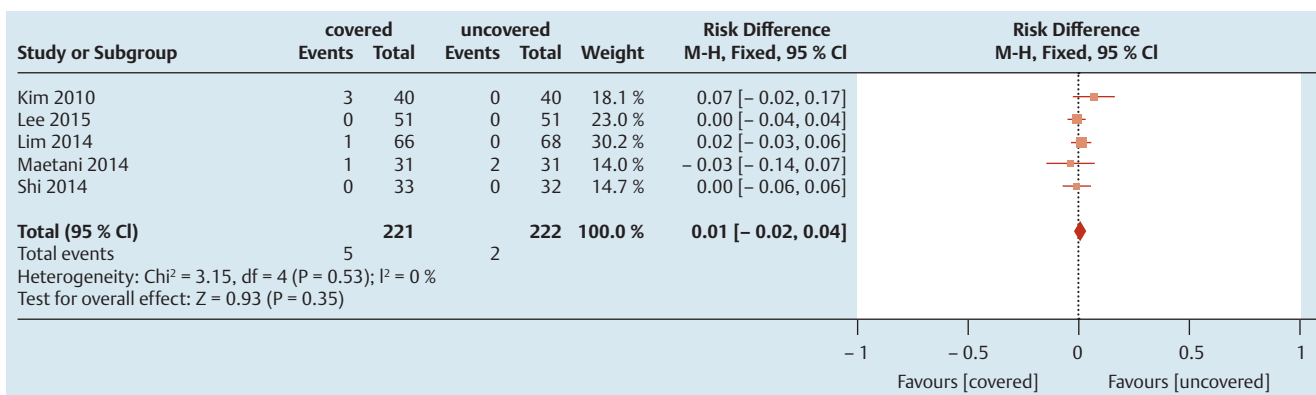 covered uncovered Risk Difference Risk Difference
Study or Subgroup Events Total Events Total Weight M-H, Fixed, 95 % Cl M-H, Fixed, 95 % Cl
Kim 2010 3 40 0 40 18.1 % 0.07 [– 0.02, 0.17]
Lee 2015 0 51 0 51 23.0 % 0.00 [– 0.04, 0.04]
Lim 2014 1 66 0 68 30.2 % 0.02 [– 0.03, 0.06]
Maetani 2014 1 31 2 31 14.0 % – 0.03 [– 0.14, 0.07]
Shi 2014 0 33 0 32 14.7 % 0.00 [– 0.06, 0.06]
Total (95 % Cl) 221 222 100.0 % 0.01 [– 0.02, 0.04]
Total events 5 2
Heterogeneity: Chi² = 3.15, df = 4 (P = 0.53); l² = 0 %
Test for overall effect: Z = 0.93 (P = 0.35)
– 1 – 0.5 0 0.5 1
Favours [covered] Favours [uncovered]